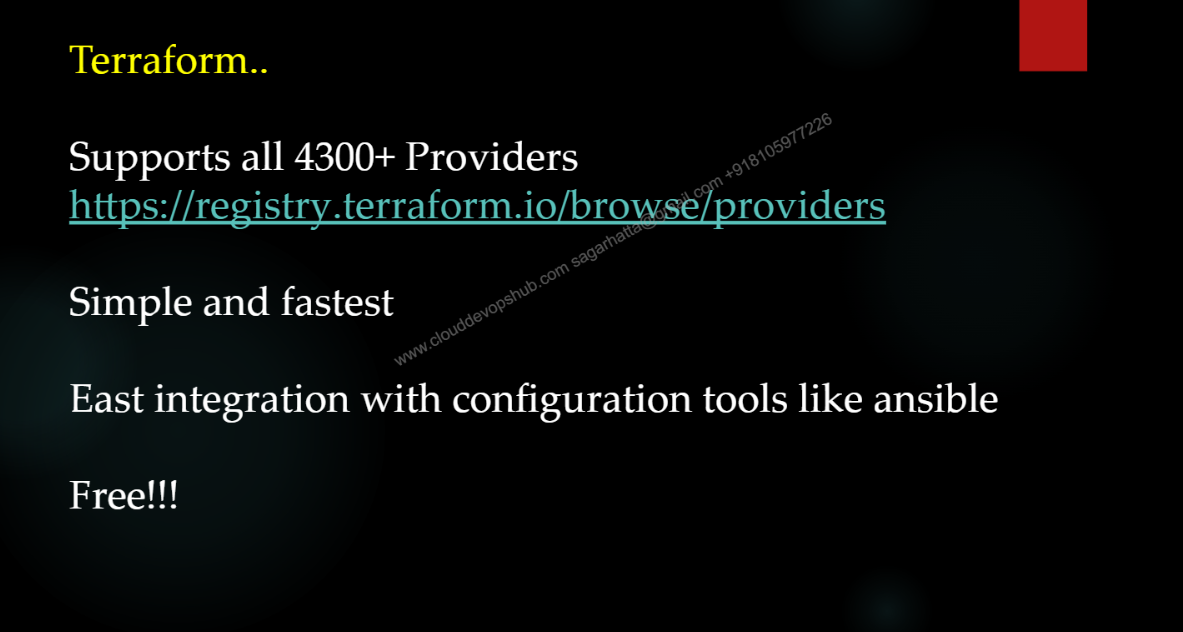 Terraform..
Supports all 4300+ Providers
https://registry.terraform.io/browse/providers
Simple and fastest
East integration with configuration tools like ansible
Free!!!
www.clouddevopshub.com sagarhatta@gmail.com +918105977226